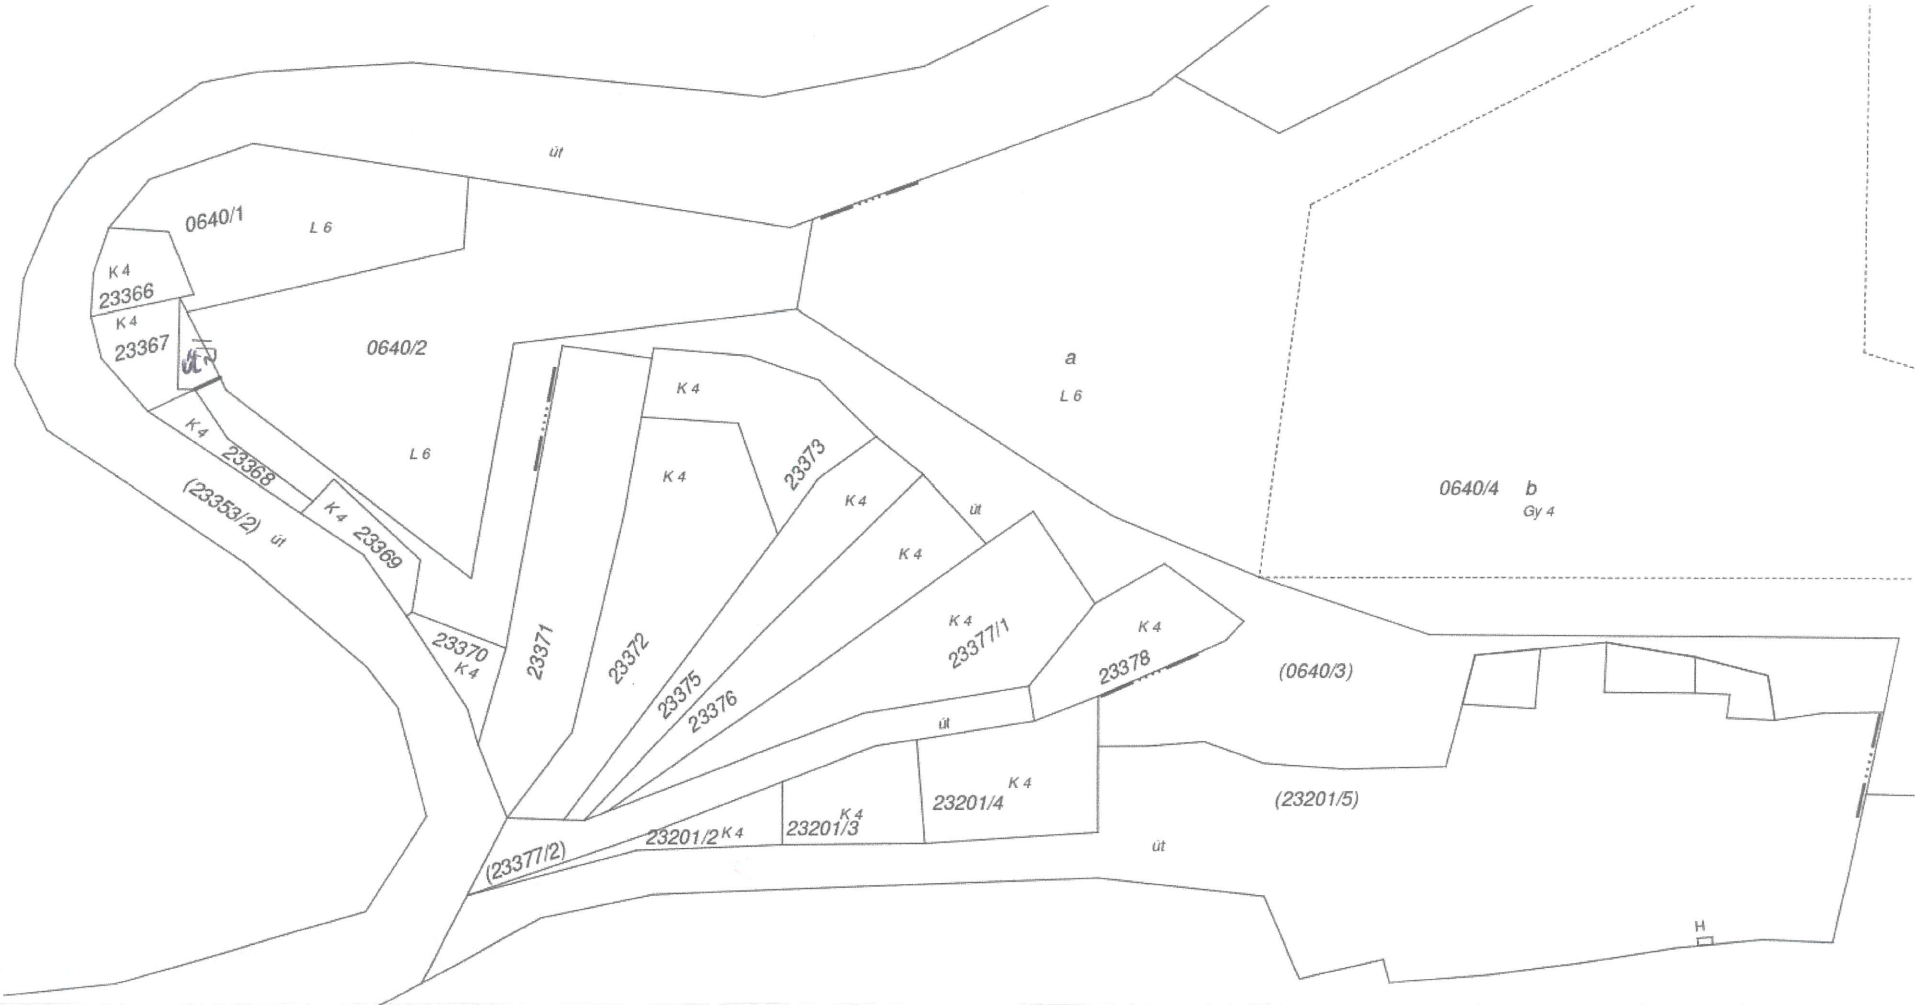 út
0640/1
L 6
K 4
23366
K 4
23367
út
0640/2
a
L 6
K 4
K 4
23368
L 6
23373
K 4
K 4
0640/4 b
Gy 4
(23353/2) út
K 4
23369
út
K 4
K 4
23377/1
K 4
23370
K 4
23371
23372
23378
(0640/3)
23375
23376
út
K 4
23201/4
(23201/5)
K 4
23201/3
23201/2 K 4
(23377/2)
út
H